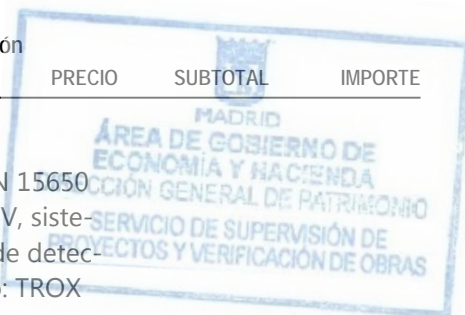 ón
PRECIO SUBTOTAL IMPORTE
MADRID
ÁREA DE GOBIERNO DE
ECONOMÍA Y HACIENDA
N 15650
CCIÓN GENERAL DE PATRIMONIO
V, siste-
SERVICIO DE SUPERVISIÓN DE
de detec-
PROYECTOS Y VERIFICACIÓN DE OBRAS
: TROX